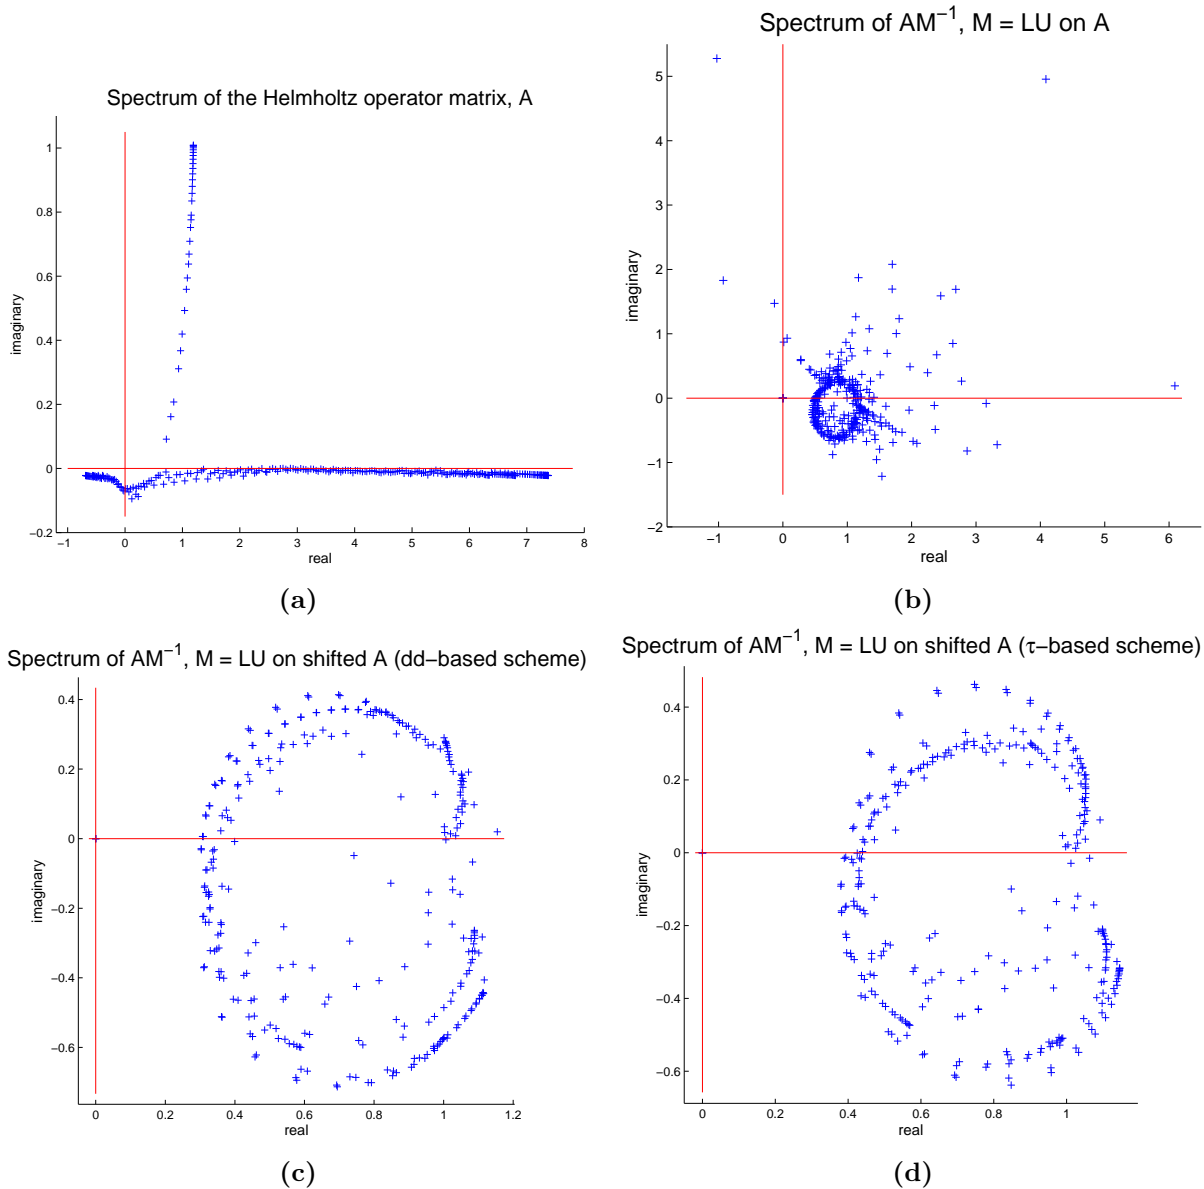 Spectrum of the Helmholtz operator matrix, A
imaginary
1
0.8
0.6
0.4
0.2
0
−0.2
−1 0 1 2 3 4 5 6 7 8
real
(a)
Spectrum of AM⁻¹, M = LU on A
imaginary
5
4
3
2
1
0
−1
−2
−1 0 1 2 3 4 5 6
real
(b)
Spectrum of AM⁻¹, M = LU on shifted A (dd−based scheme)
imaginary
0.4
0.2
0
−0.2
−0.4
−0.6
0 0.2 0.4 0.6 0.8 1 1.2
real
(c)
Spectrum of AM⁻¹, M = LU on shifted A (τ−based scheme)
imaginary
0.4
0.2
0
−0.2
−0.4
−0.6
0 0.2 0.4 0.6 0.8 1
real
(d)